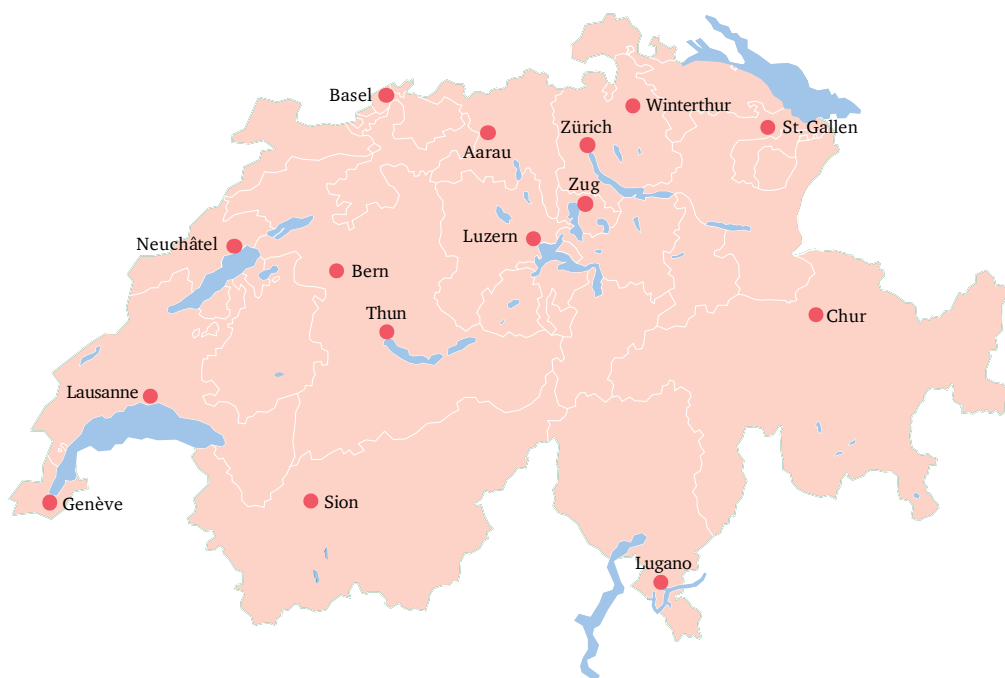 Basel
Winterthur
Zürich
St. Gallen
Aarau
Zug
Luzern
Neuchâtel
Bern
Thun
Chur
Lausanne
Sion
Genève
Lugano